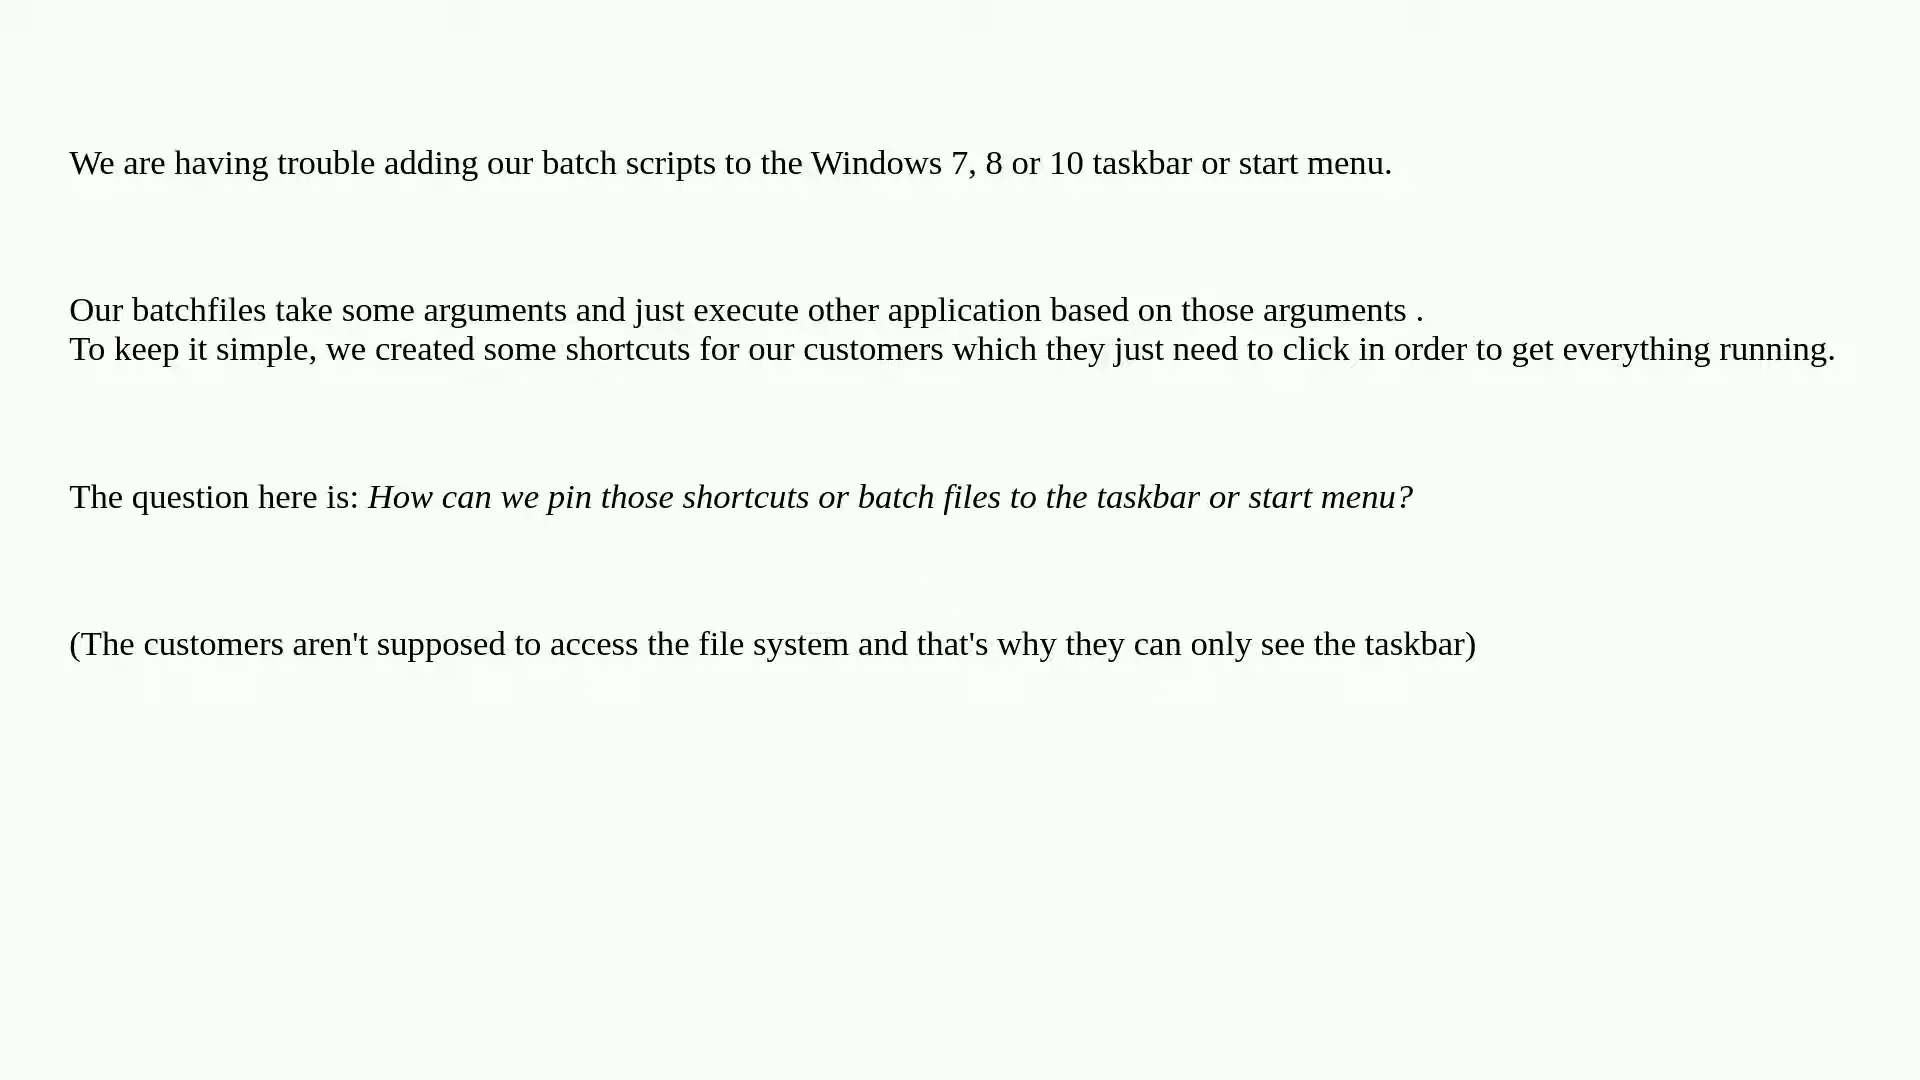 We are having trouble adding our batch scripts to the Windows 7, 8 or 10 taskbar or start menu.
Our batchfiles take some arguments and just execute other application based on those arguments .
To keep it simple, we created some shortcuts for our customers which they just need to click in order to get everything running.
The question here is: How can we pin those shortcuts or batch files to the taskbar or start menu?
(The customers aren't supposed to access the file system and that's why they can only see the taskbar)